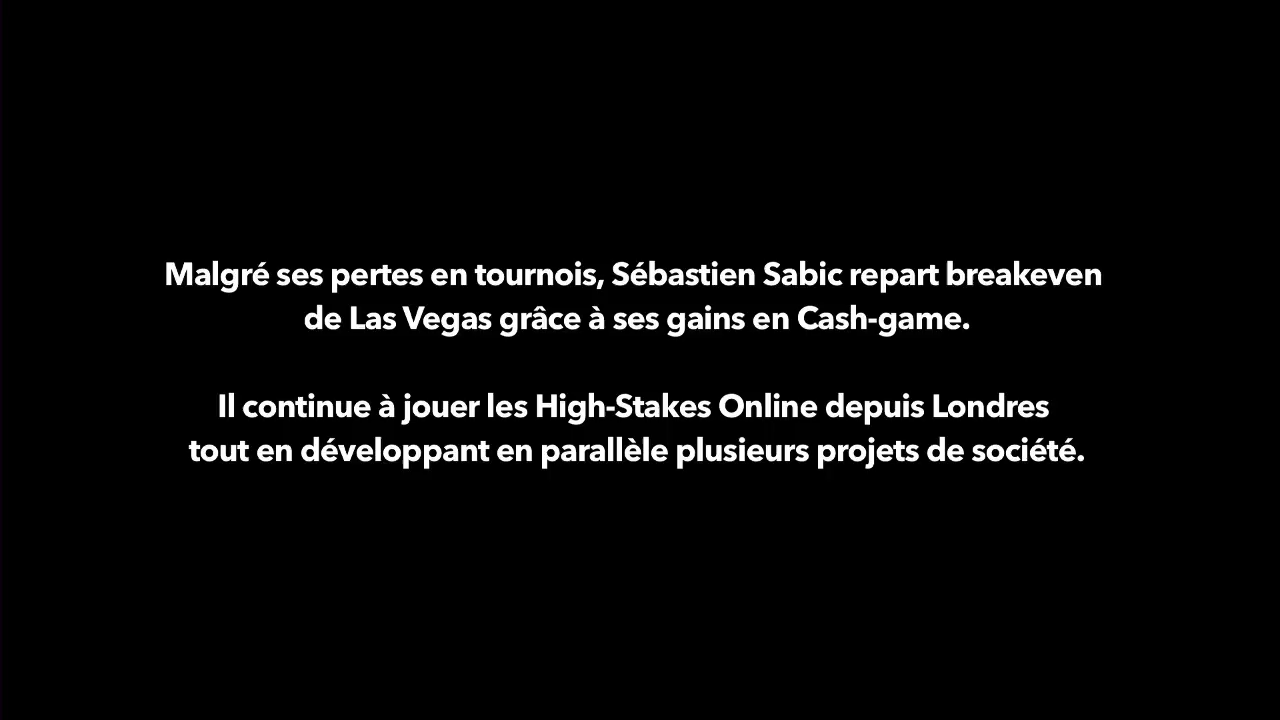 Malgré ses pertes en tournois, Sébastien Sabic repart breakeven
de Las Vegas grâce à ses gains en Cash-game.
Il continue à jouer les High-Stakes Online depuis Londres
tout en développant en parallèle plusieurs projets de société.